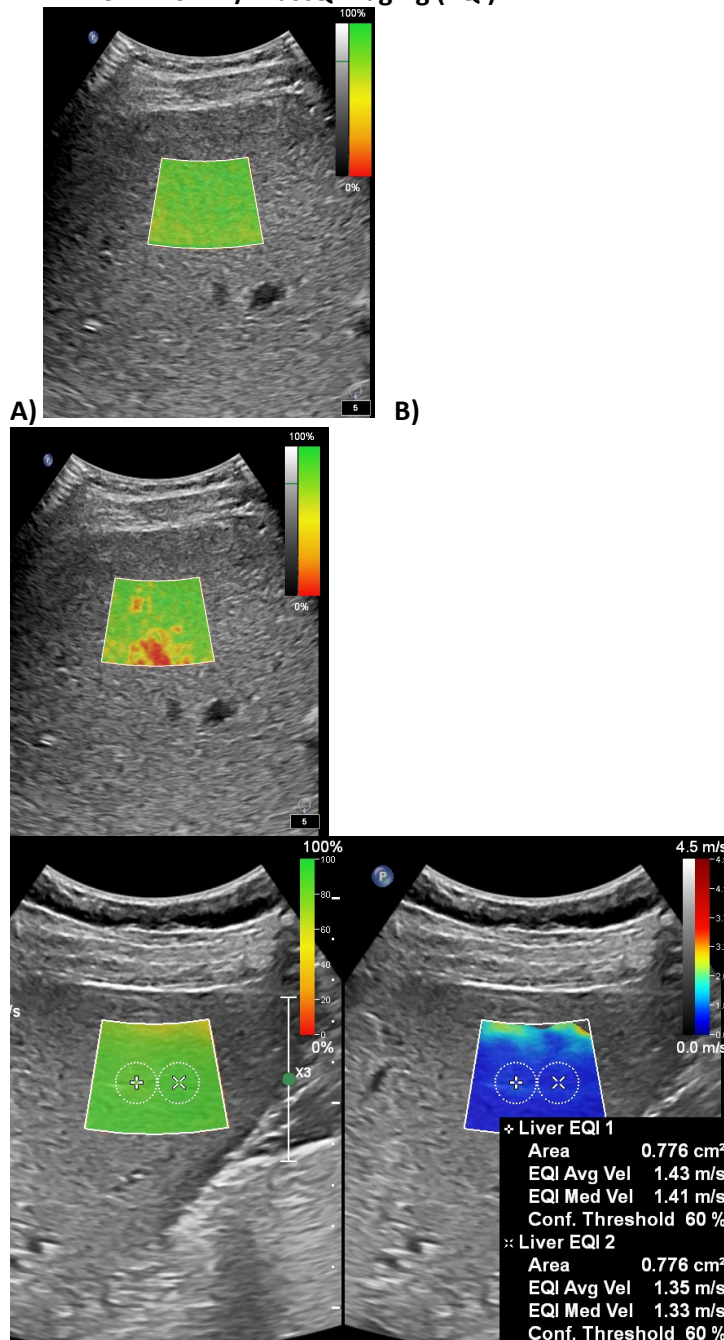 100%
0%
5
A)
B)
100%
0%
5
100%
100
80
60
40
20
0
0%
X3
P
4.5 m/s
0.0 m/s
Liver EQI 1
Area 0.776 cm²
EQI Avg Vel 1.43 m/s
EQI Med Vel 1.41 m/s
Conf. Threshold 60 %
Liver EQI 2
Area 0.776 cm²
EQI Avg Vel 1.35 m/s
EQI Med Vel 1.33 m/s
Conf. Threshold 60 %